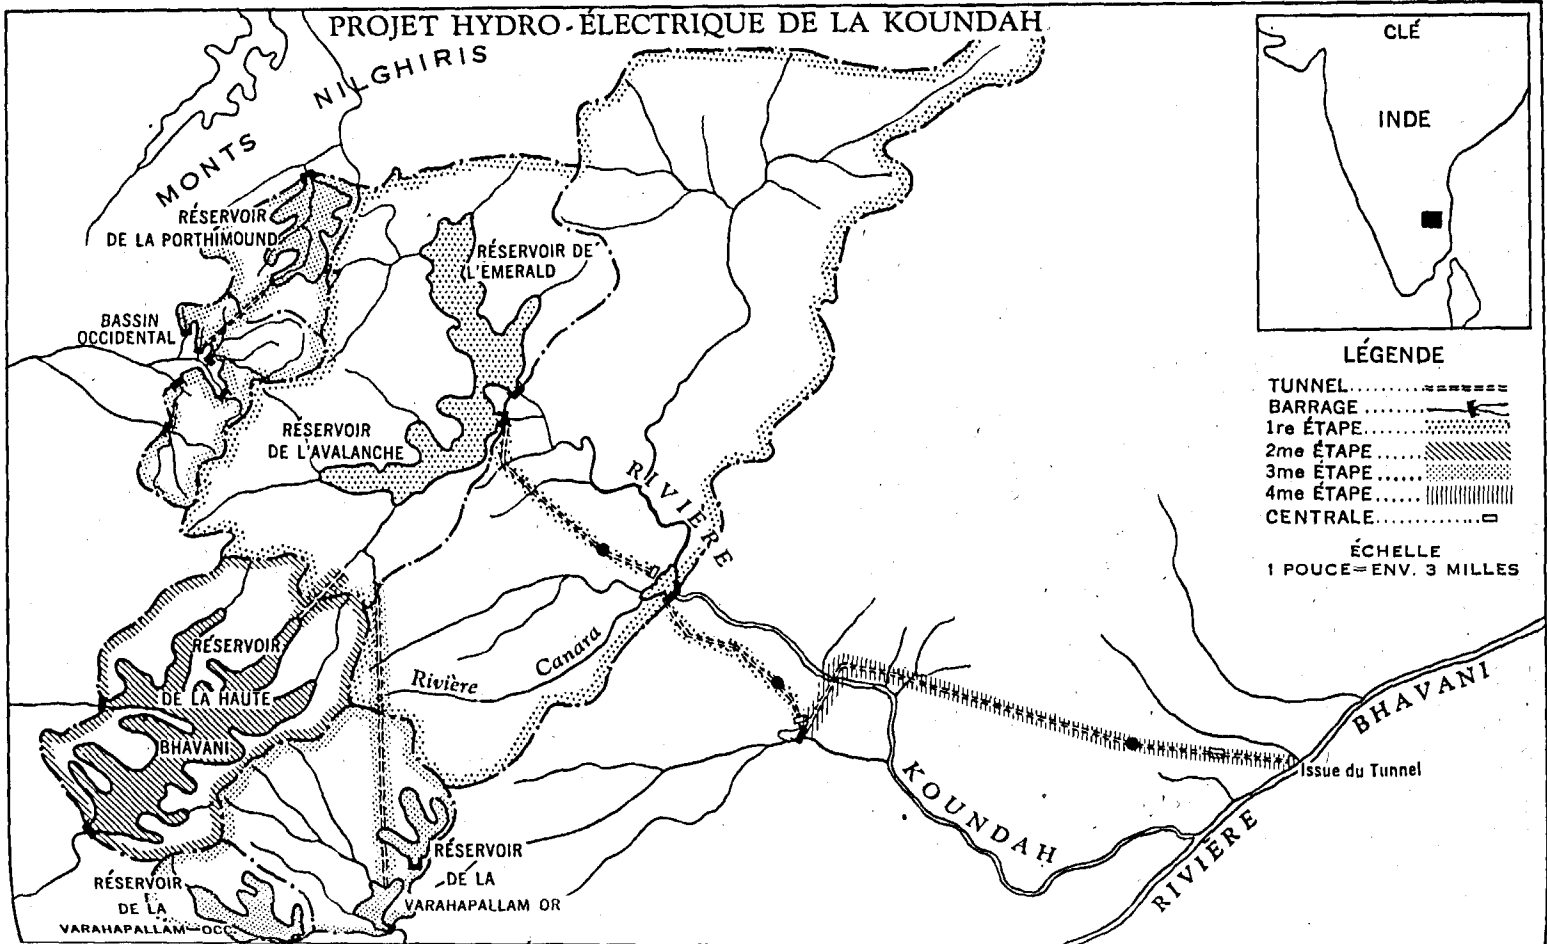 PROJET HYDRO-ÉLECTRIQUE DE LA KOUNDAH
MONTS NILGHIRIS
RÉSERVOIR
DE LA PORTHIMOUND
RÉSERVOIR DE
L'ÉMERALD
BASSIN
OCCIDENTAL
RÉSERVOIR
DE L'AVALANCHE
RIVIÈRE
KOUNDAH
RÉSERVOIR
DE LA HAUTE
BHAVANI
Rivière Canara
RÉSERVOIR
DE LA
VARAHAPALLAM OR
RÉSERVOIR
DE LA
VARAHAPALLAM-OCC.
Issue du Tunnel
RIVIÈRE BHAVANI
CLÉ
INDE
LÉGENDE
TUNNEL
BARRAGE
1re ÉTAPE
2me ÉTAPE
3me ÉTAPE
4me ÉTAPE
CENTRALE
ÉCHELLE
1 POUCE=ENV. 3 MILLES